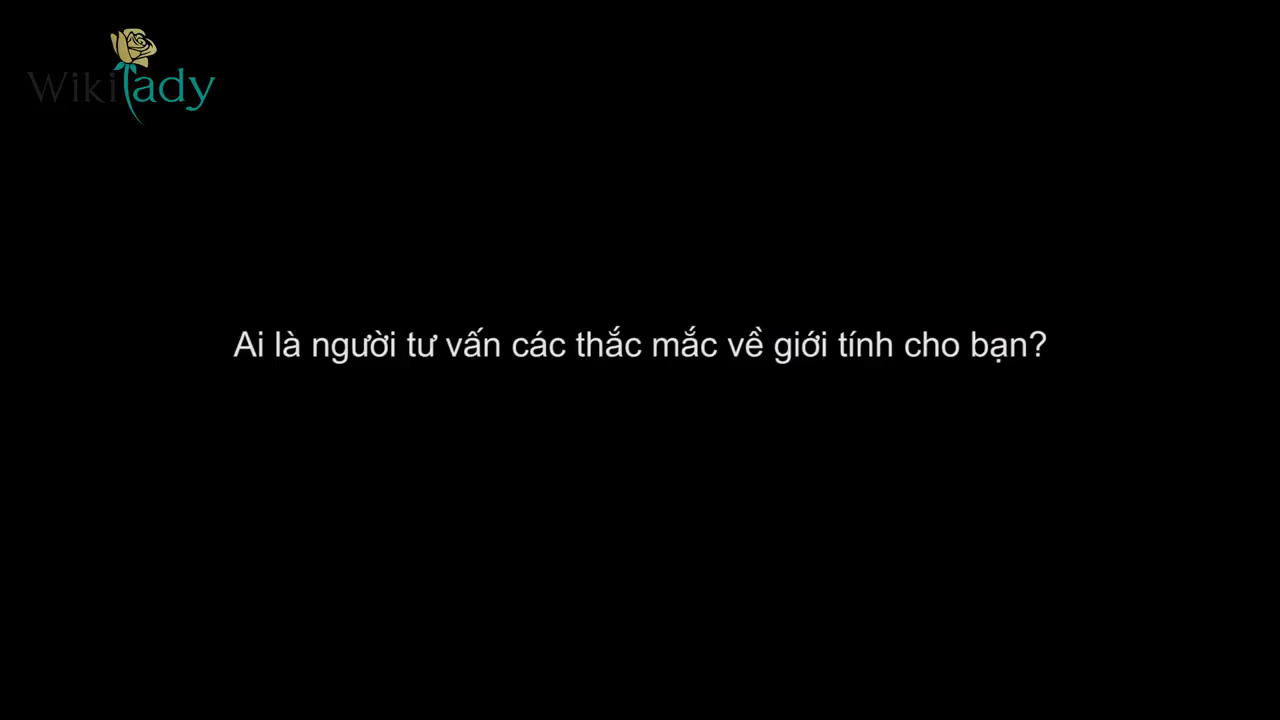 Wikilady
Ai là người tư vấn các thắc mắc về giới tính cho bạn?